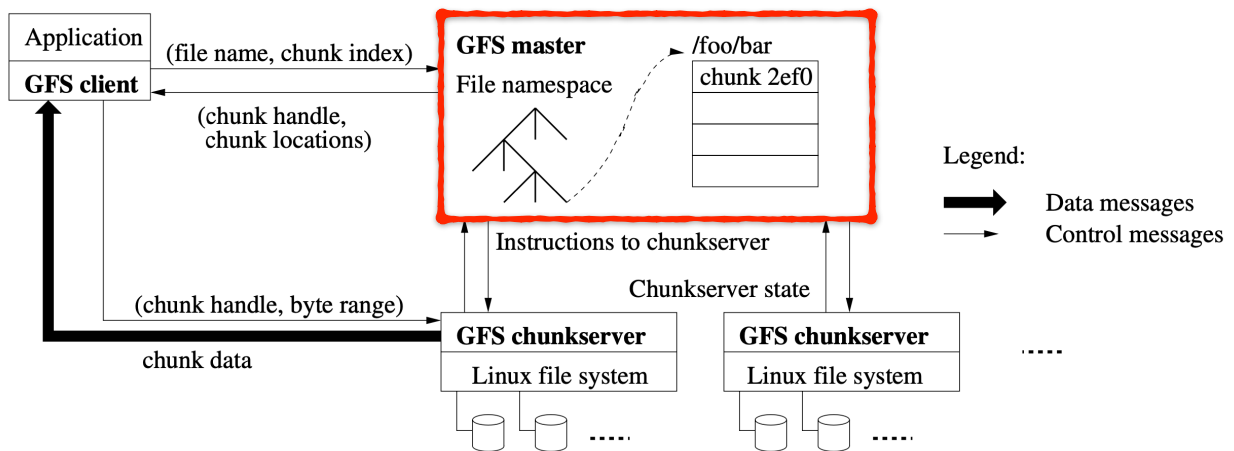 Application
GFS client
(file name, chunk index)
(chunk handle,
chunk locations)
GFS master
File namespace
/foo/bar
chunk 2ef0
Legend:
Data messages
Control messages
Instructions to chunkserver
Chunkserver state
(chunk handle, byte range)
chunk data
GFS chunkserver
Linux file system
GFS chunkserver
Linux file system